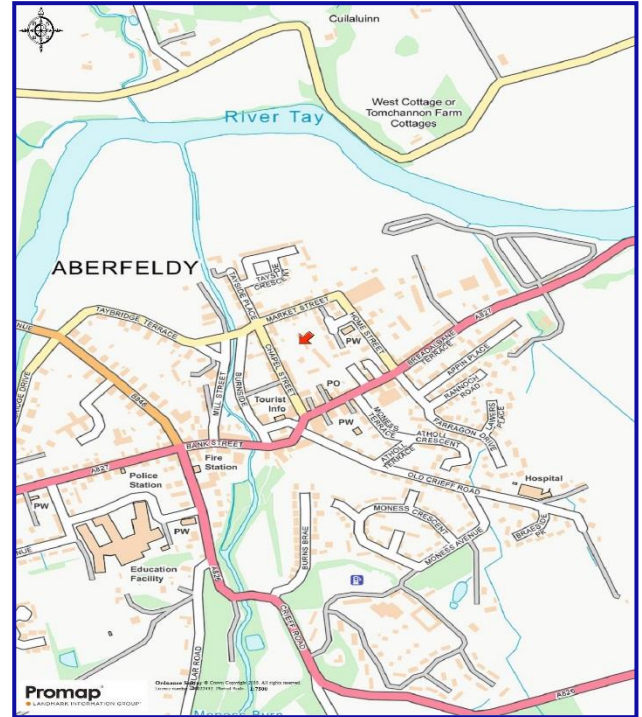 Cuilaluinn
West Cottage or
Tomchannon Farm
Cottages
River Tay
ABERFELDY
TAYSIDE
CRESCENT
TAYSIDE PLACE
MARKET STREET
TAYBRIDGE TERRACE
HOME STREET
PW
CHAPEL STREET
BREADALBANE
TERRACE
A827
APPIN PLACE
RANNOCH
ROAD
LAWERS
PLACE
BURNSIDE
MILL STREET
B846
Tourist
Info
PO
PW
MONESS
TERRACE
ATHOLL
CRESCENT
ATHOLL
TERRACE
FARRAGON DRIVE
BANK STREET
A827
Fire
Station
Police
Station
OLD CRIEFF ROAD
Hospital
PW
PW
MONESS CRESCENT
MONESS AVENUE
BRAESIDE
PK
Education
Facility
BURNS BRAE
A826
CRIEFF ROAD
A826
Moness Burn
Promap
LANDMARK INFORMATION GROUP